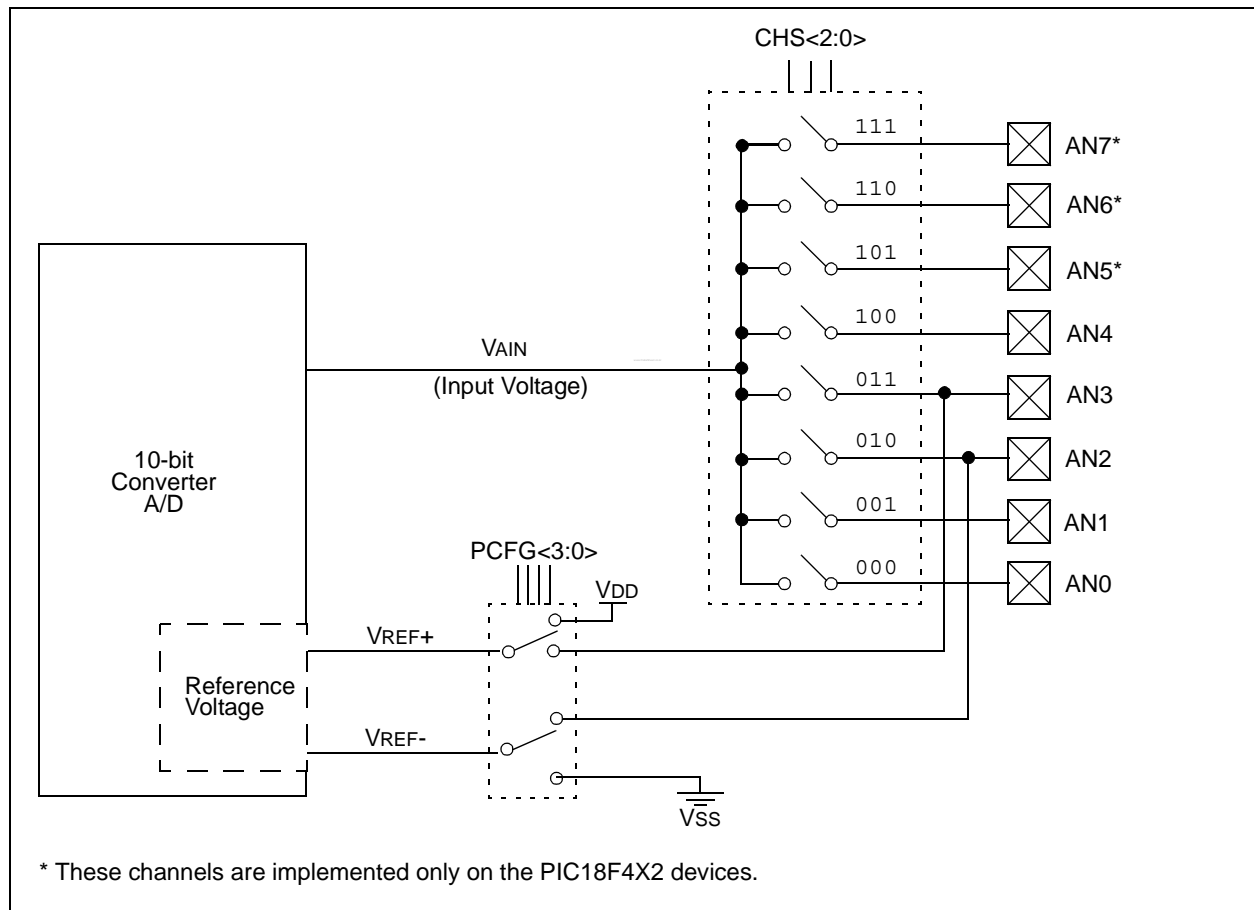 CHS<2:0>
111
AN7*
110
AN6*
101
AN5*
100
AN4
VAIN
(Input Voltage)
011
AN3
010
AN2
10-bit
Converter
A/D
001
AN1
PCFG<3:0>
000
AN0
VDD
VREF+
Reference
Voltage
VREF-
VSS
* These channels are implemented only on the PIC18F4X2 devices.